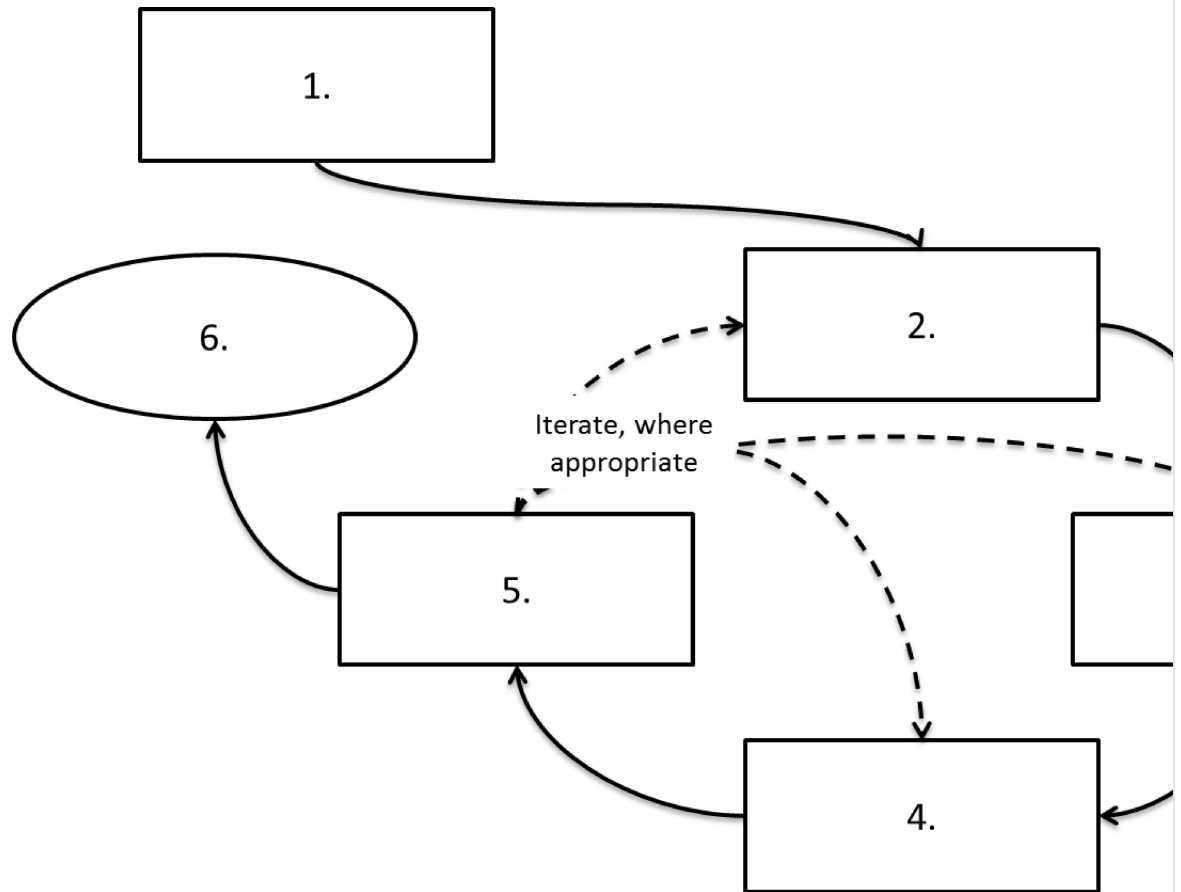 1.
2.
6.
Iterate, where
appropriate
5.
4.